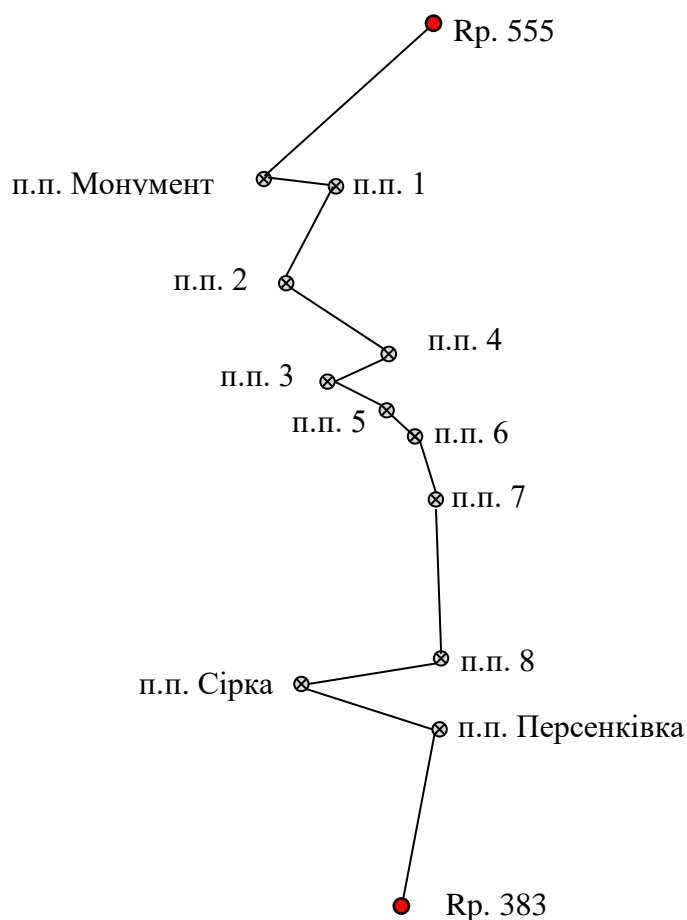 Rp. 555
п.п. Монумент
п.п. 1
п.п. 2
п.п. 4
п.п. 3
п.п. 5
п.п. 6
п.п. 7
п.п. 8
п.п. Сірка
п.п. Персенківка
Rp. 383